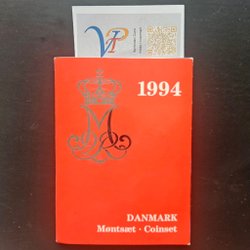 1994
DANMARK
Møntsæt · Coinset